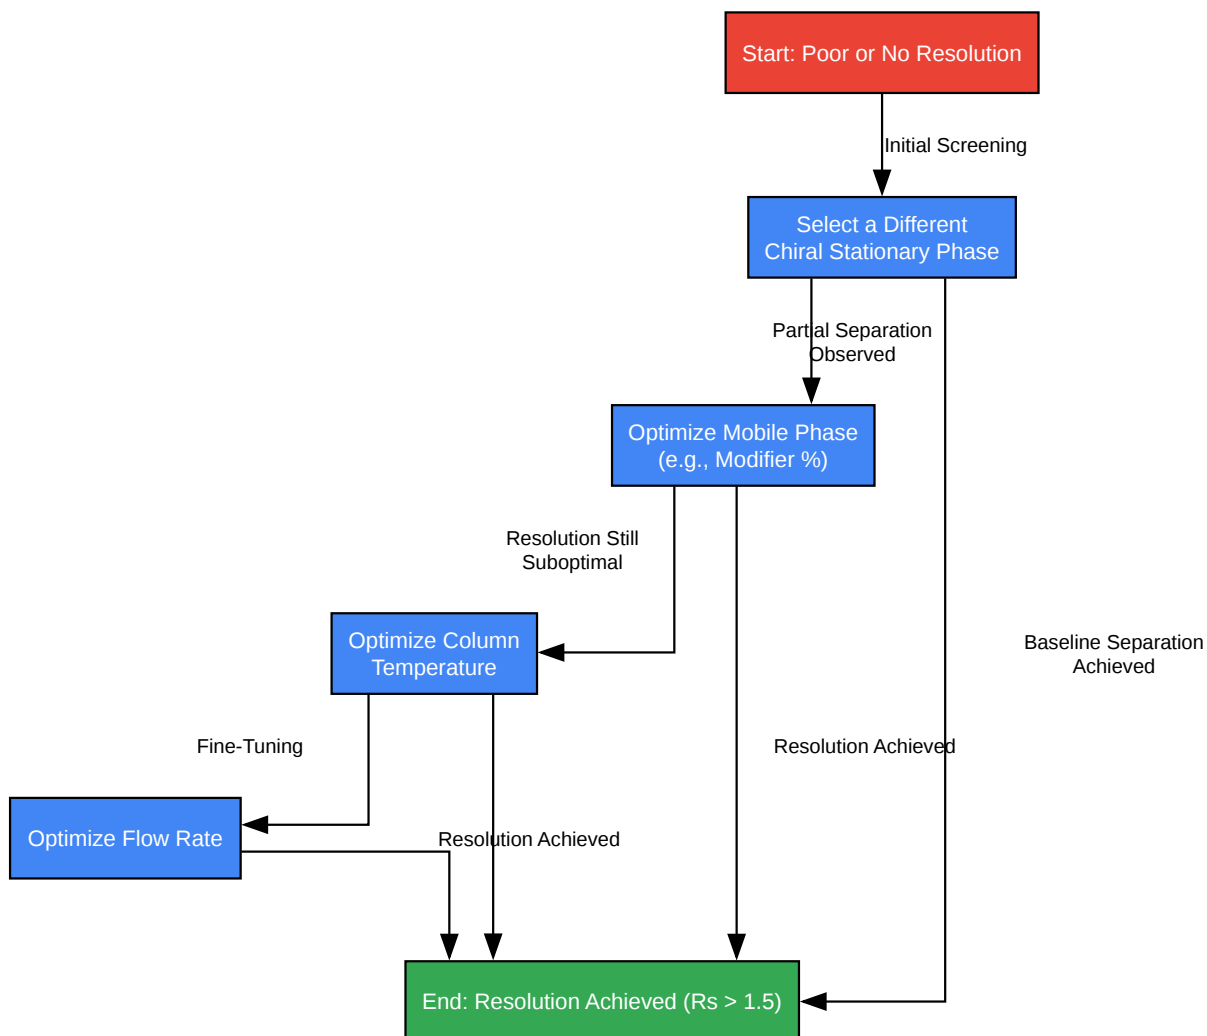 Start: Poor or No Resolution
Initial Screening
Select a Different
Chiral Stationary Phase
Partial Separation
Observed
Optimize Mobile Phase
(e.g., Modifier %)
Resolution Still
Suboptimal
Optimize Column
Temperature
Baseline Separation
Achieved
Fine-Tuning
Resolution Achieved
Optimize Flow Rate
Resolution Achieved
End: Resolution Achieved (Rs > 1.5)